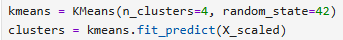 kmeans = KMeans(n_clusters=4, random_state=42)
clusters = kmeans.fit_predict(X_scaled)